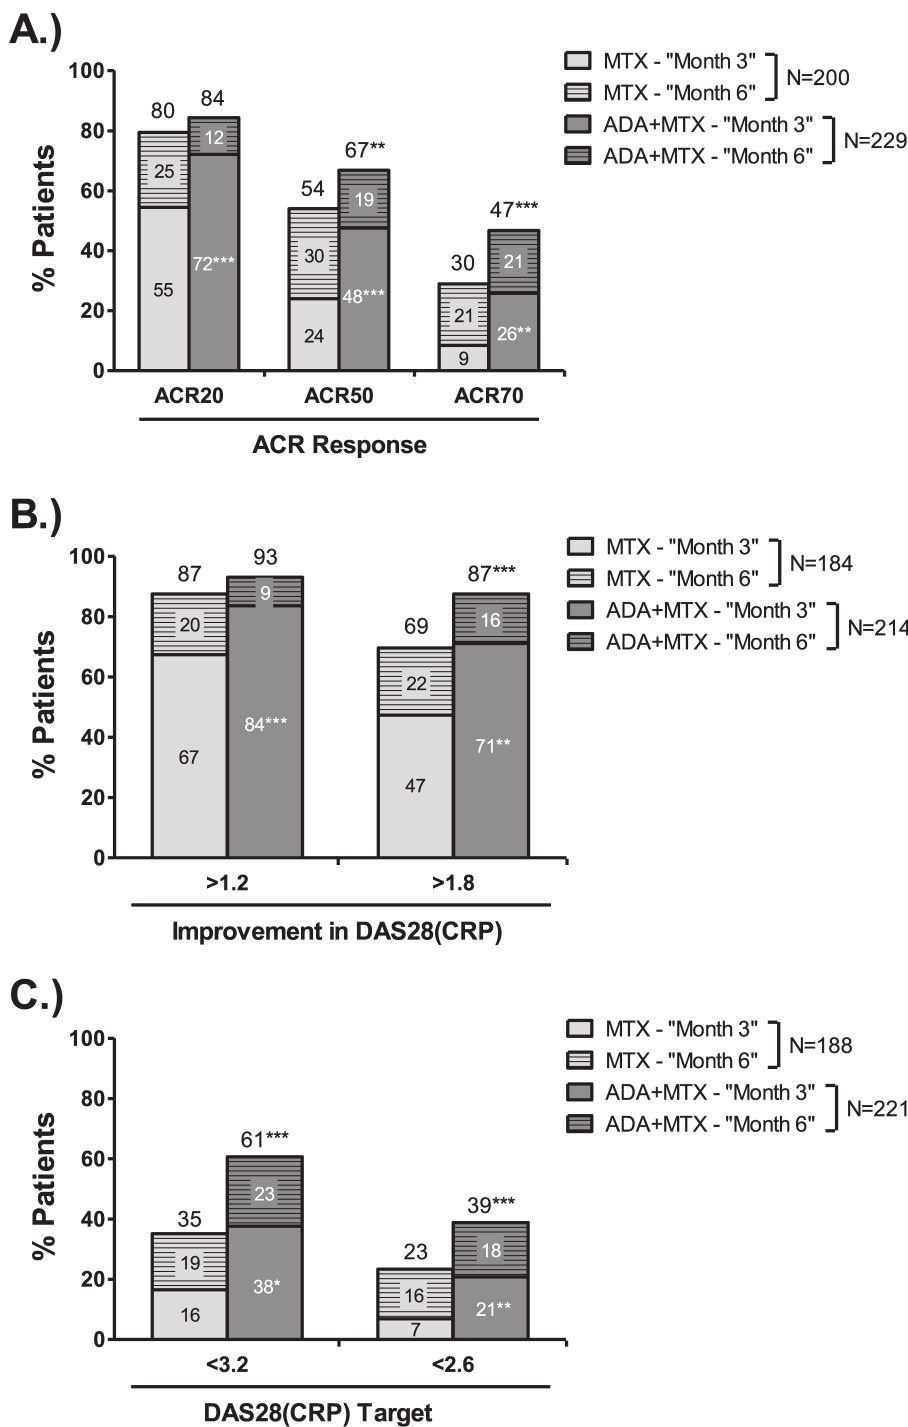 A.)
MTX - "Month 3"
MTX - "Month 6"
N=200
ADA+MTX - "Month 3"
ADA+MTX - "Month 6"
N=229
% Patients
100
80
60
40
20
0
80
84
25
12
55
72***
54
67**
30
19
24
48***
30
47***
21
21
9
26**
ACR20
ACR50
ACR70
ACR Response
B.)
MTX - "Month 3"
MTX - "Month 6"
N=184
ADA+MTX - "Month 3"
ADA+MTX - "Month 6"
N=214
% Patients
100
80
60
40
20
0
87
93
20
9
67
84***
69
87***
22
16
47
71**
>1.2
>1.8
Improvement in DAS28(CRP)
C.)
MTX - "Month 3"
MTX - "Month 6"
N=188
ADA+MTX - "Month 3"
ADA+MTX - "Month 6"
N=221
% Patients
100
80
60
40
20
0
35
61***
19
23
16
38*
23
39***
16
18
7
21**
<3.2
<2.6
DAS28(CRP) Target